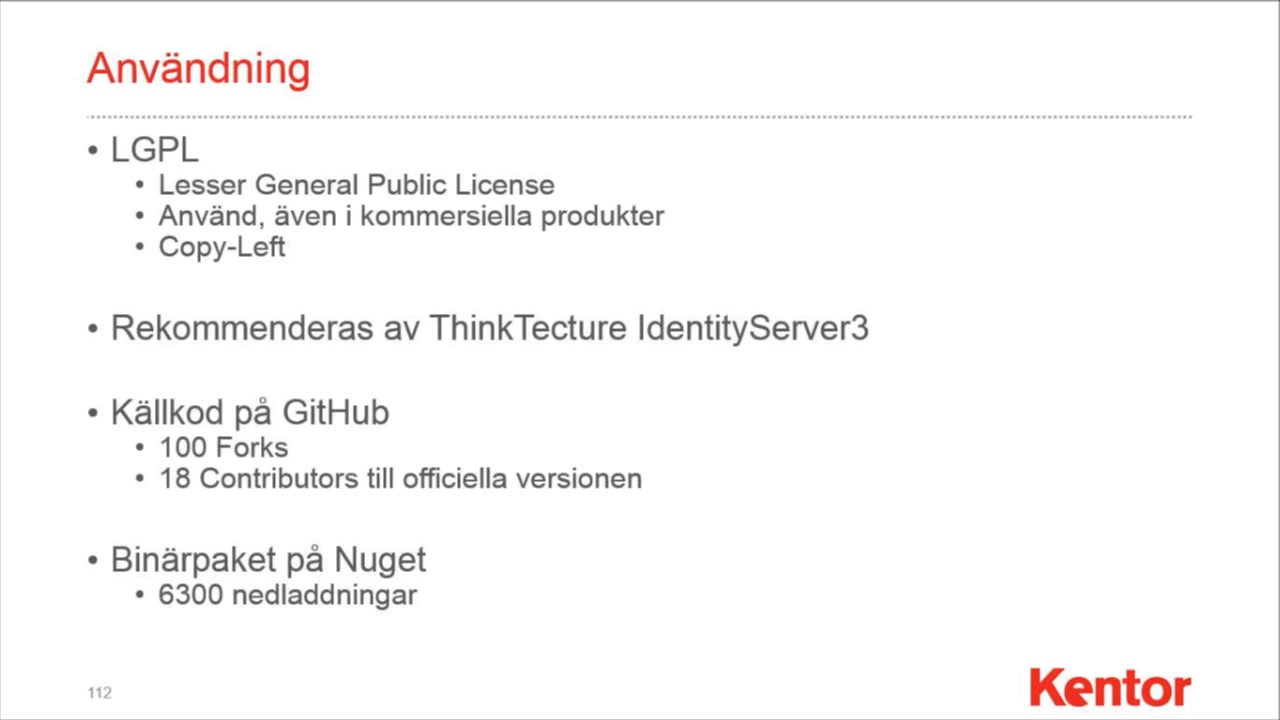 Användning
• LGPL
• Lesser General Public License
• Använd, även i kommersiella produkter
• Copy-Left
• Rekommenderas av ThinkTecture IdentityServer3
• Källkod på GitHub
• 100 Forks
• 18 Contributors till officiella versionen
• Binärpaket på Nuget
• 6300 nedladdningar
112
Kentor